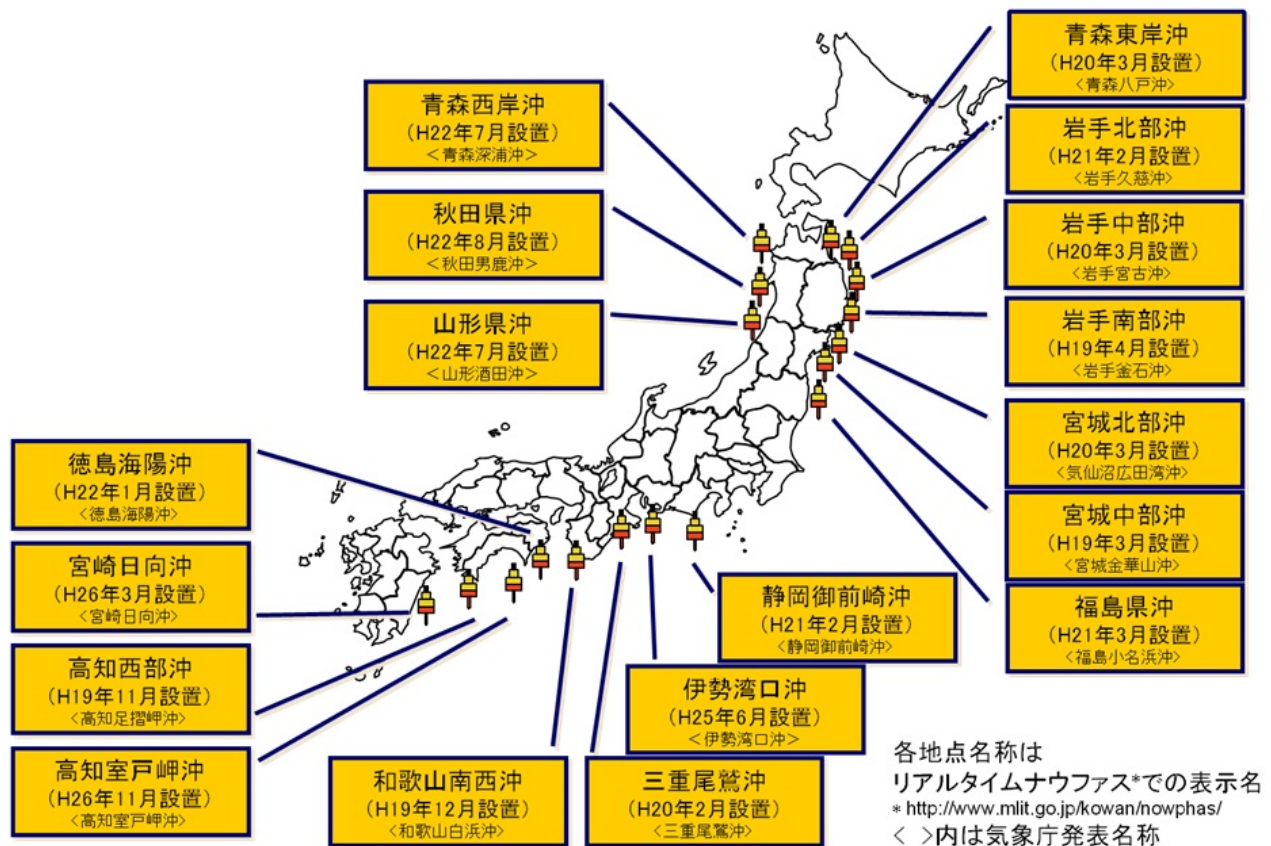 青森東岸沖
（H20年3月設置）
＜青森八戸沖＞
青森西岸沖
（H22年7月設置）
＜青森深浦沖＞
岩手北部沖
（H21年2月設置）
＜岩手久慈沖＞
秋田県沖
（H22年8月設置）
＜秋田男鹿沖＞
岩手中部沖
（H20年3月設置）
＜岩手宮古沖＞
山形県沖
（H22年7月設置）
＜山形酒田沖＞
岩手南部沖
（H19年4月設置）
＜岩手釜石沖＞
宮城北部沖
（H20年3月設置）
＜気仙沼広田湾沖＞
宮城中部沖
（H19年3月設置）
＜宮城金華山沖＞
福島県沖
（H21年3月設置）
＜福島小名浜沖＞
徳島海陽沖
（H22年1月設置）
＜徳島海陽沖＞
宮崎日向沖
（H26年3月設置）
＜宮崎日向沖＞
高知西部沖
（H19年11月設置）
＜高知足摺岬沖＞
高知室戸岬沖
（H26年11月設置）
＜高知室戸岬沖＞
静岡御前崎沖
（H21年2月設置）
＜静岡御前崎沖＞
伊勢湾口沖
（H25年6月設置）
＜伊勢湾口沖＞
和歌山南西沖
（H19年12月設置）
＜和歌山白浜沖＞
三重尾鷲沖
（H20年2月設置）
＜三重尾鷲沖＞
各地点名称は
リアルタイムナウファス*での表示名
* http://www.mlit.go.jp/kowan/nowphas/
＜ ＞内は気象庁発表名称